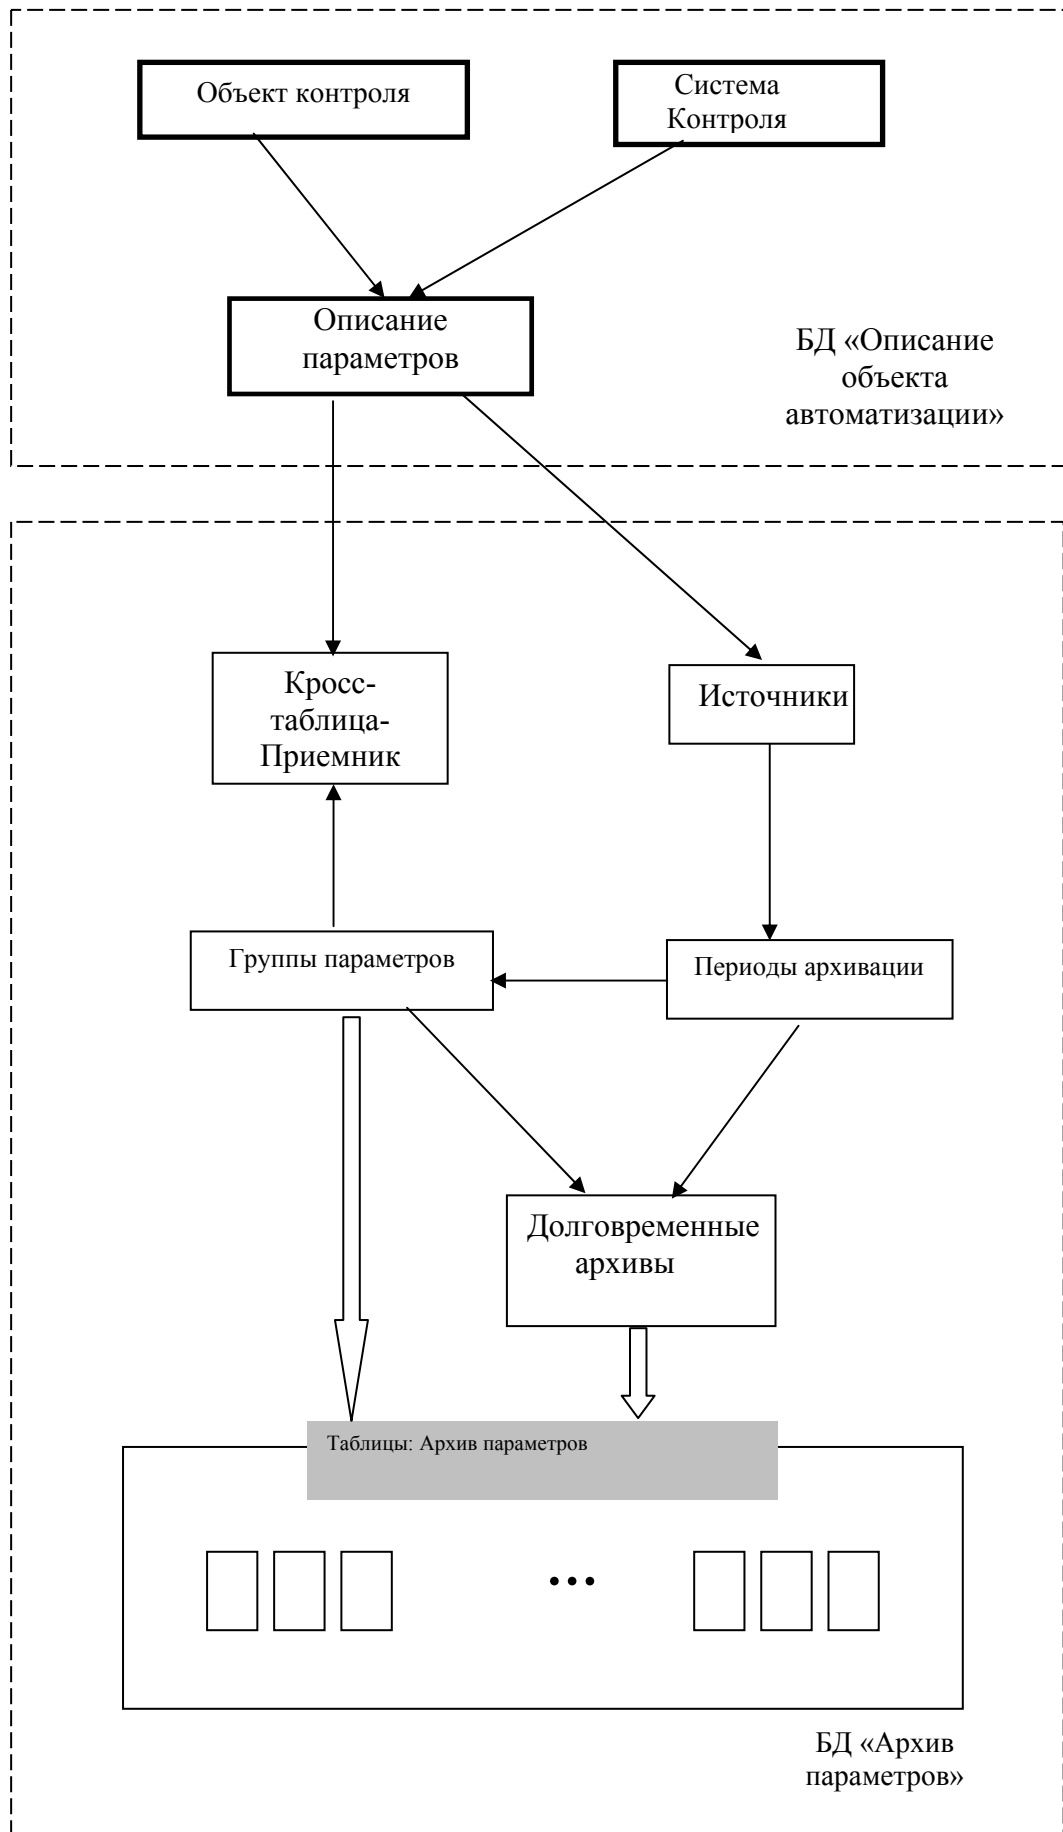 Объект контроля
Система
Контроля
Описание
параметров
БД «Описание
объекта
автоматизации»
Кросс-
таблица-
Приемник
Источники
Группы параметров
Периоды архивации
Долговременные
архивы
Таблицы: Архив параметров
...
БД «Архив
параметров»